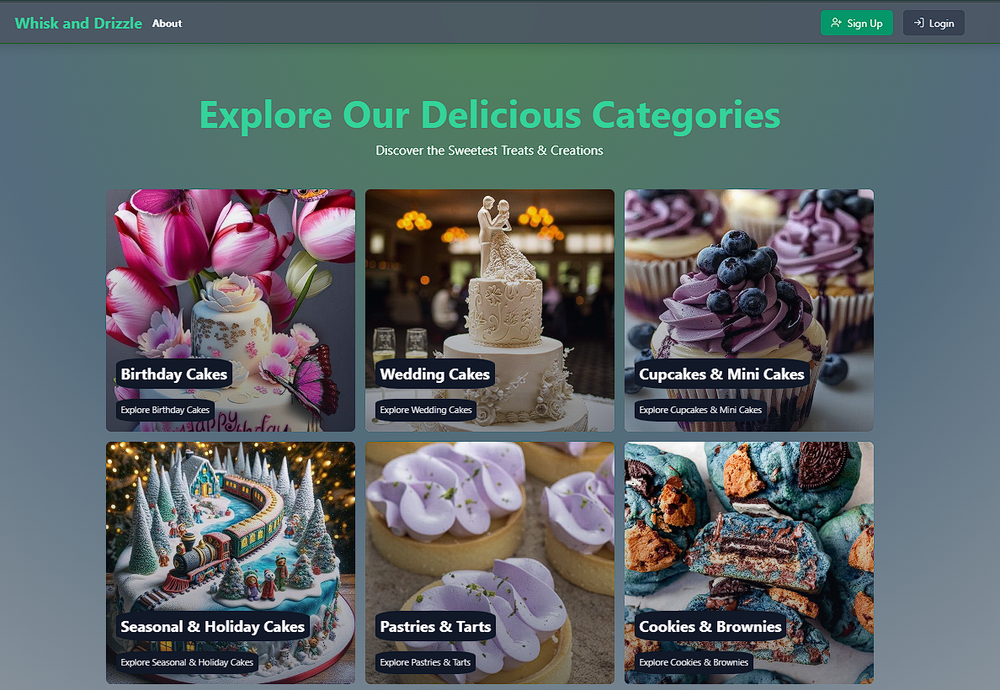 Whisk and Drizzle
About
Sign Up
Login
Explore Our Delicious Categories
Discover the Sweetest Treats & Creations
Birthday Cakes
Explore Birthday Cakes
Wedding Cakes
Explore Wedding Cakes
Cupcakes & Mini Cakes
Explore Cupcakes & Mini Cakes
happy birthday
Seasonal & Holiday Cakes
Explore Seasonal & Holiday Cakes
Pastries & Tarts
Explore Pastries & Tarts
Cookies & Brownies
Explore Cookies & Brownies